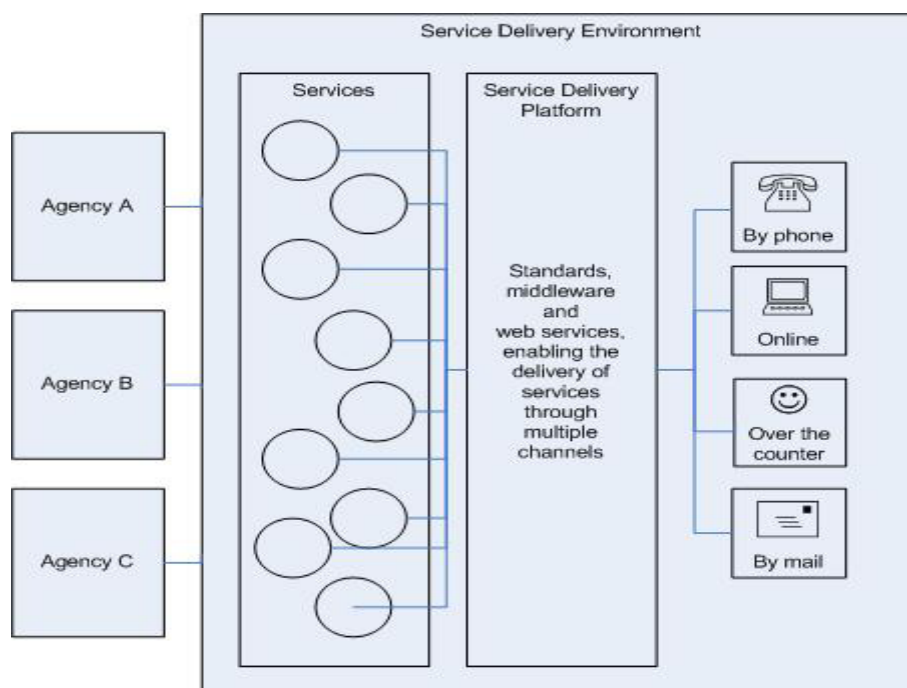 Service Delivery Environment
Services
Service Delivery
Platform
Agency A
Agency B
Agency C
Standards,
middleware
and
web services,
enabling the
delivery of
services
through
multiple
channels
By phone
Online
Over the
counter
By mail